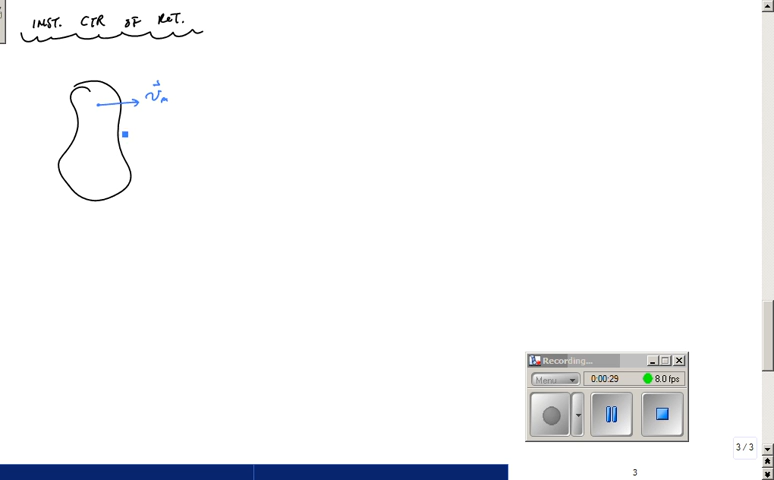 INST. CTR OF ROT.
Recording...
Menu
0:00:29
8.0 fps
3 / 3
3